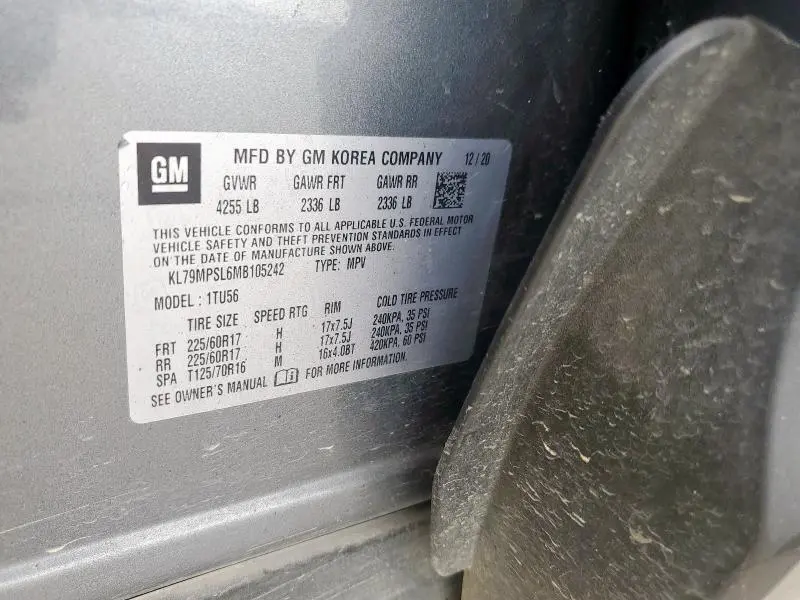 GM MFD BY GM KOREA COMPANY 12/20
GVWR GAWR FRT GAWR RR
4255 LB 2336 LB 2336 LB
THIS VEHICLE CONFORMS TO ALL APPLICABLE U.S. FEDERAL MOTOR
VEHICLE SAFETY AND THEFT PREVENTION STANDARDS IN EFFECT
ON THE DATE OF MANUFACTURE SHOWN ABOVE.
KL79MPSL6MB105242 TYPE: MPV
MODEL: 1TU56
TIRE SIZE SPEED RTG RIM COLD TIRE PRESSURE
FRT 225/60R17 H 17x7.5J 240KPA, 35 PSI
RR 225/60R17 H 17x7.5J 240KPA, 35 PSI
SPA T125/70R16 M 16x4.0BT 420KPA, 60 PSI
SEE OWNER'S MANUAL FOR MORE INFORMATION